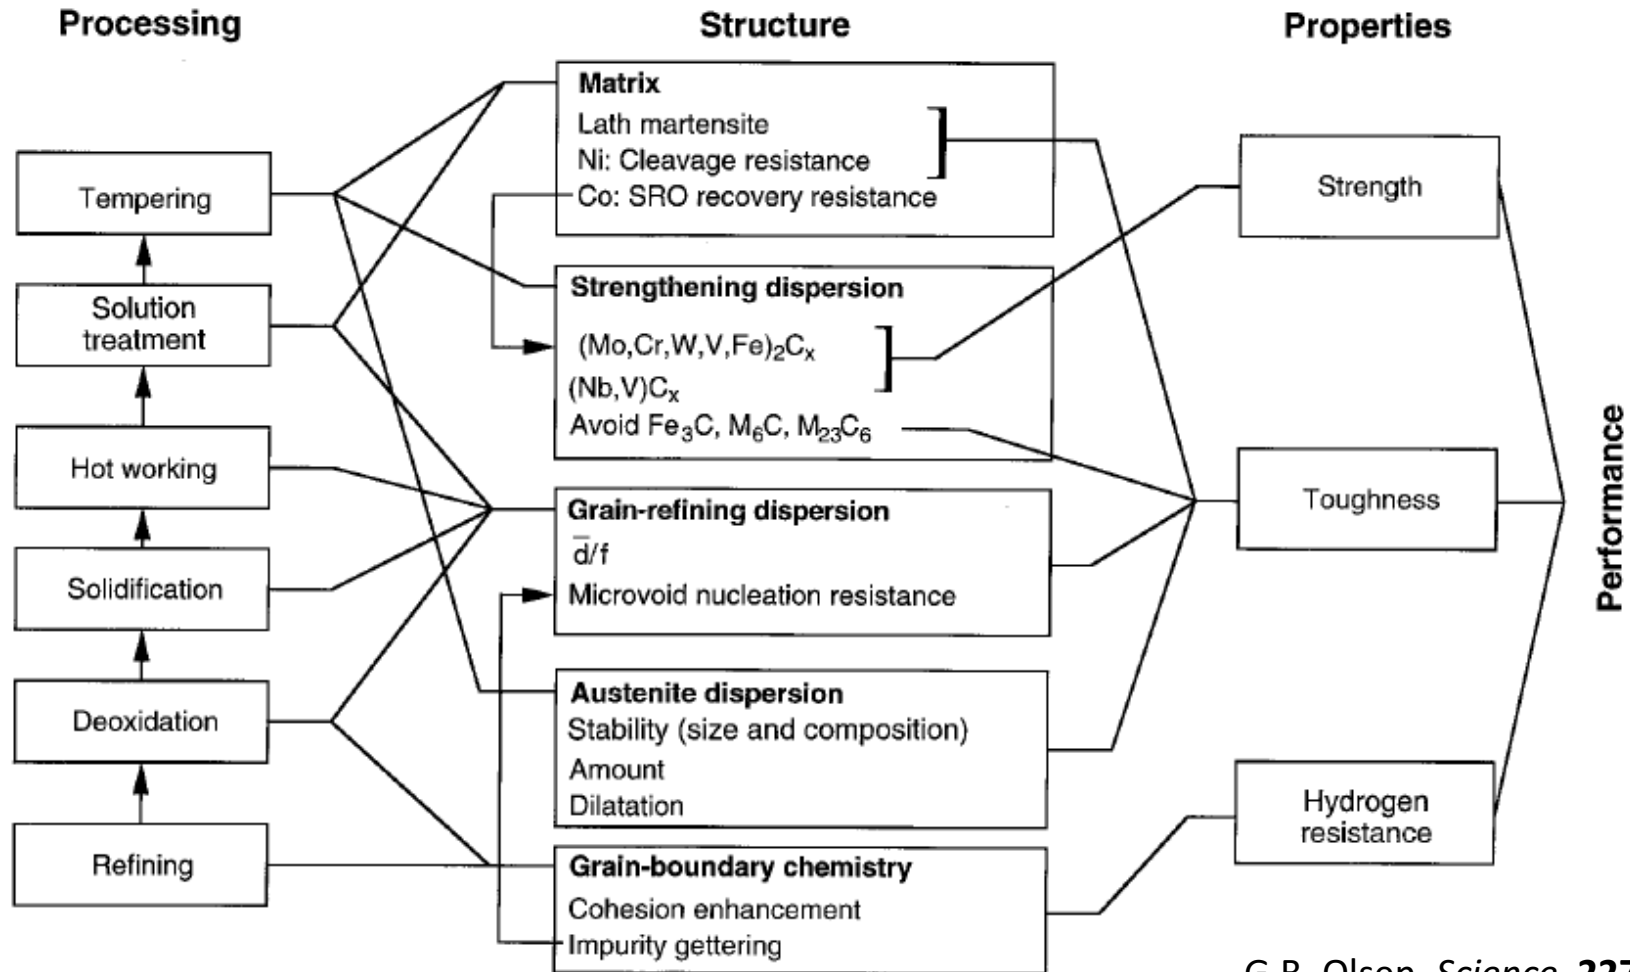 Processing
Structure
Properties
Tempering
Solution
treatment
Hot working
Solidification
Deoxidation
Refining
Matrix
Lath martensite
Ni: Cleavage resistance
Co: SRO recovery resistance
Strengthening dispersion
(Mo,Cr,W,V,Fe)₂Cₓ
(Nb,V)Cₓ
Avoid Fe₃C, M₆C, M₂₃C₆
Grain-refining dispersion
d̅/f
Microvoid nucleation resistance
Austenite dispersion
Stability (size and composition)
Amount
Dilatation
Grain-boundary chemistry
Cohesion enhancement
Impurity gettering
Strength
Toughness
Hydrogen
resistance
Performance
G.B. Olson, Science, 227